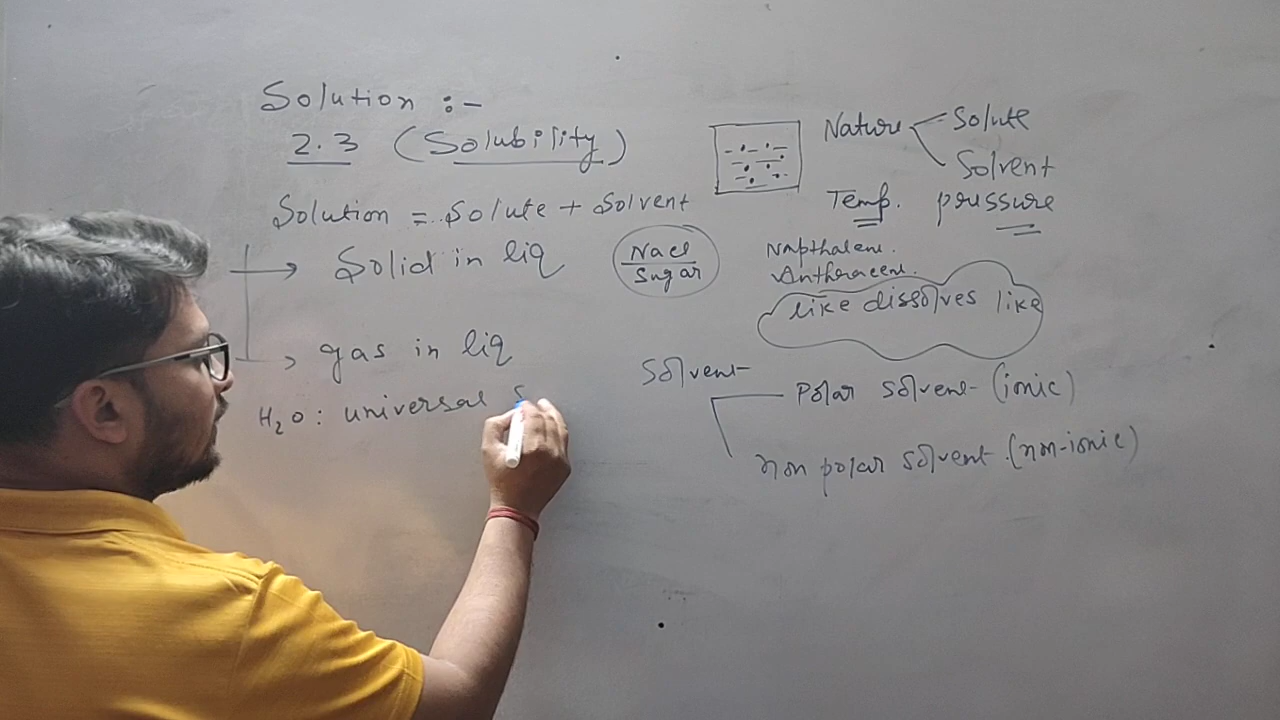 Solution :-
2.3 (Solubility)
Solution = Solute + Solvent
Solid in liq
NaCl
Sugar
gas in liq
H2O : universal S
Nature
Solute
Solvent
Temp. pressure
Napthalene.
Anthracene.
like dissolves like
Solvent
Polar solvent (ionic)
non polar solvent. (non-ionic)